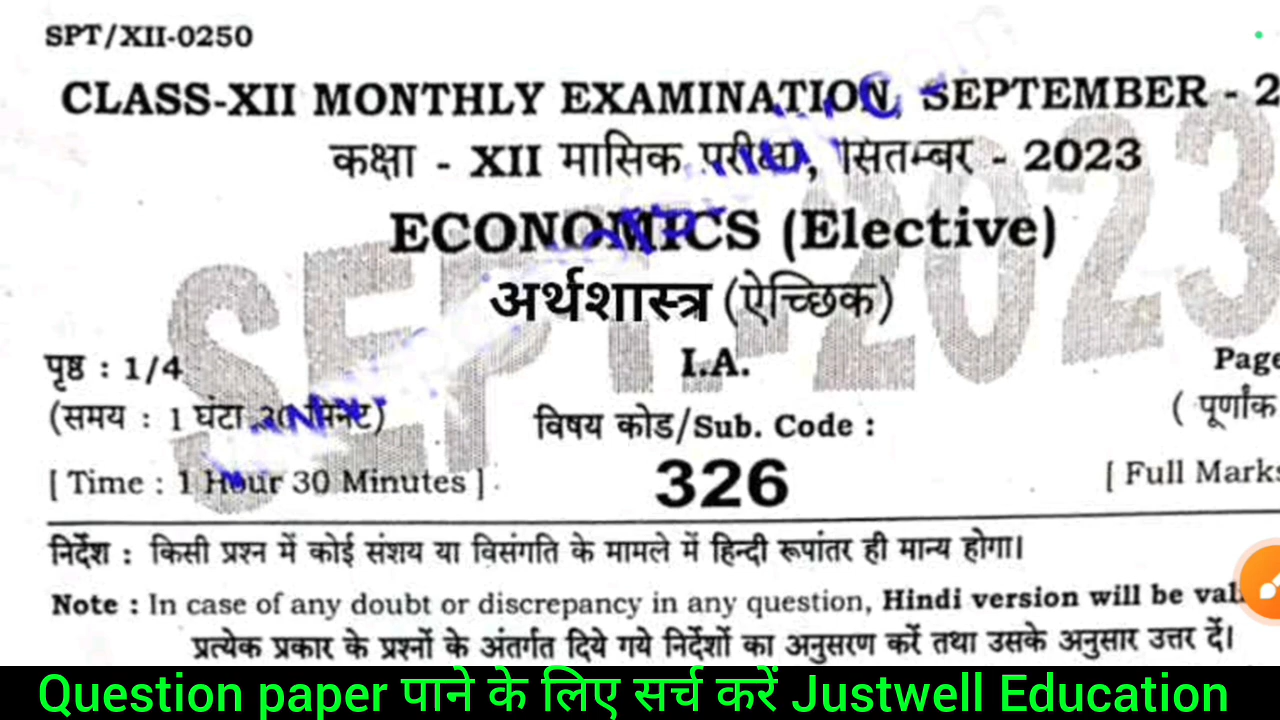 SPT/XII-0250
CLASS-XII MONTHLY EXAMINATION, SEPTEMBER - 2
कक्षा - XII मासिक परीक्षा, सितम्बर - 2023
ECONOMICS (Elective)
अर्थशास्त्र (ऐच्छिक)
SEPT-2023
I.A.
पृष्ठ : 1/4
Page
(समय : 1 घंटा 30 मिनट)
विषय कोड/Sub. Code :
( पूर्णांक
[ Time : 1 Hour 30 Minutes ]
326
[ Full Marks
निर्देश : किसी प्रश्न में कोई संशय या विसंगति के मामले में हिन्दी रूपांतर ही मान्य होगा।
Note : In case of any doubt or discrepancy in any question, Hindi version will be val
प्रत्येक प्रकार के प्रश्नों के अंतर्गत दिये गये निर्देशों का अनुसरण करें तथा उसके अनुसार उत्तर दें।
Question paper पाने के लिए सर्च करें Justwell Education